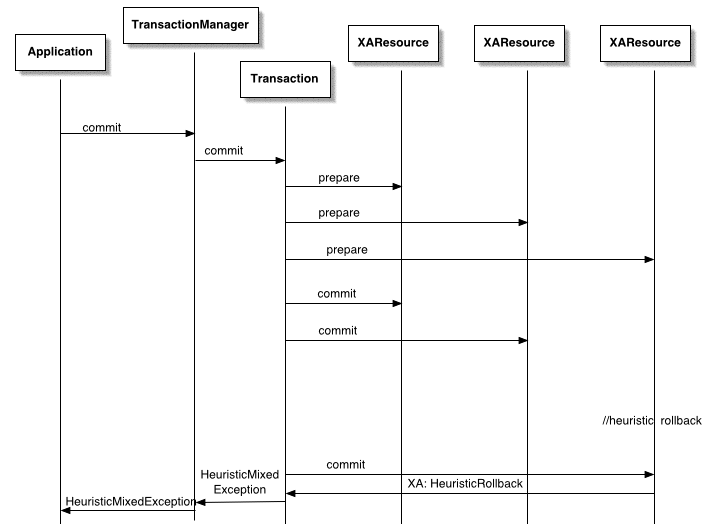 TransactionManager
Application
XAResource
XAResource
XAResource
Transaction
commit
commit
prepare
prepare
prepare
commit
commit
//heuristic rollback
commit
HeuristicMixed
Exception
XA: HeuristicRollback
HeuristicMixedException